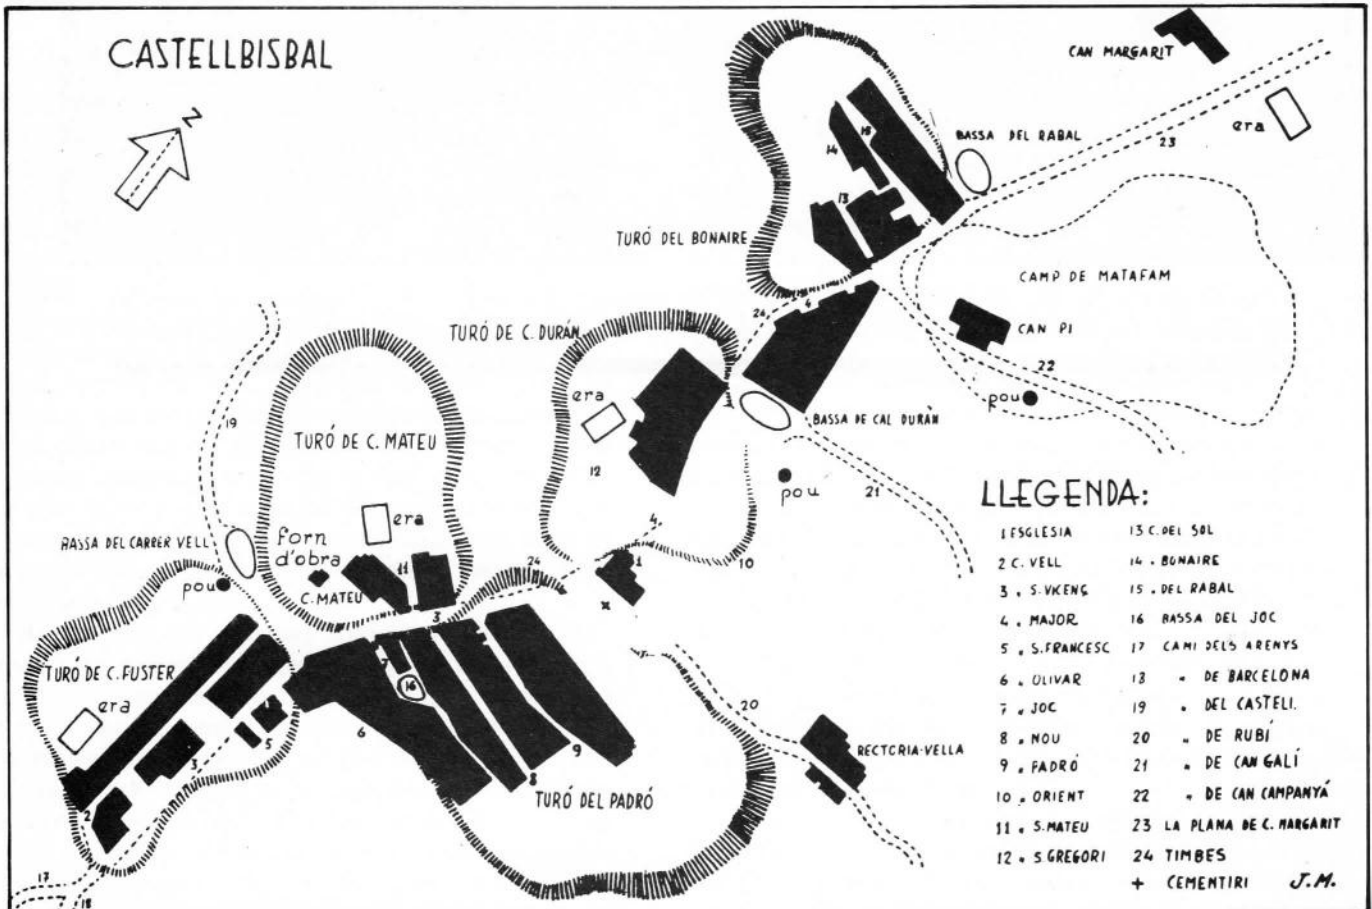 CASTELLBISBAL
N
CAN MARGARIT
era
23
BASSA DEL RABAL
15
14
13
TURÓ DEL BONAIRE
CAMP DE MATAFAM
CAN PI
22
pou
24
4
TURÓ DE C. DURÁN
era
12
BASSA DE CAL DURÁN
pou
21
19
TURÓ DE C. MATEU
era
BASSA DEL CARRER VELL
forn
d'obra
C. MATEU
11
3
24
4
1
10
+
pou
TURÓ DE C. FUSTER
era
2
3
5
6
7
16
8
9
TURÓ DEL PADRÓ
20
RECTORIA-VELLA
17
18
LLEGENDA:
1 ESGLÉSIA
2 C. VELL
3 " S. VICENÇ
4 " MAJOR
5 " S. FRANCESC
6 " OLIVAR
7 " JOC
8 " NOU
9 " PADRÓ
10 " ORIENT
11 " S. MATEU
12 " S. GREGORI
13 C. DEL SOL
14 " BONAIRE
15 " DEL RABAL
16 BASSA DEL JOC
17 CAMI DELS ARENYS
18 " DE BARCELONA
19 " DEL CASTELL.
20 " DE RUBÍ
21 " DE CAN GALÍ
22 " DE CAN CAMPANYÁ
23 LA PLANA DE C. MARGARIT
24 TIMBES
+ CEMENTIRI
J.M.